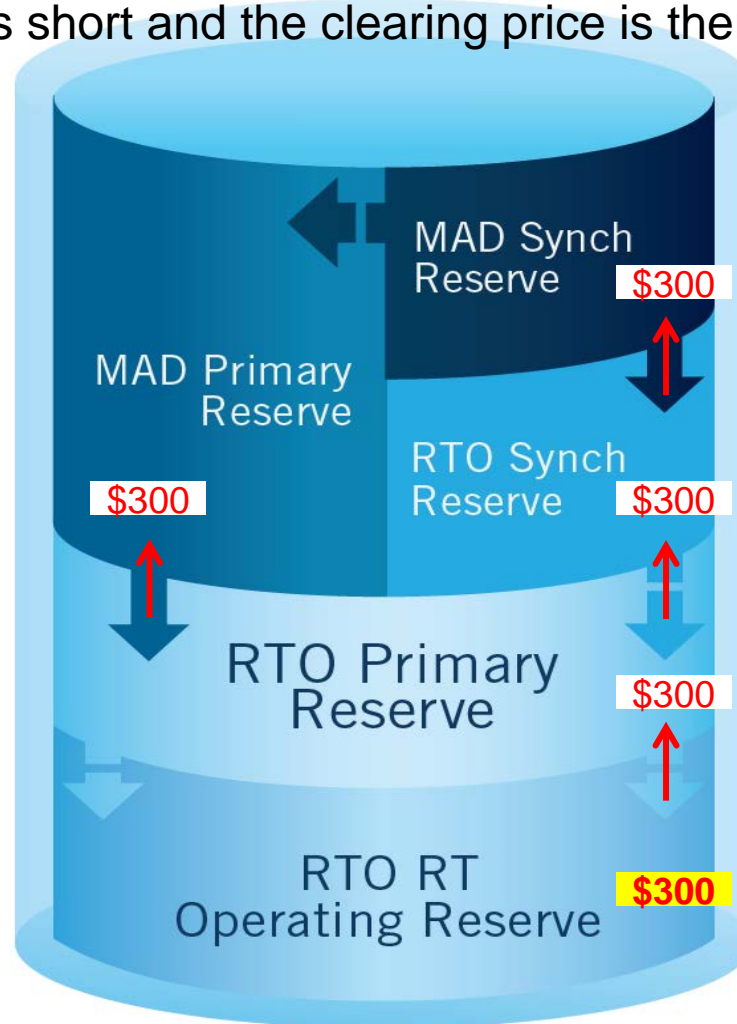 s short and the clearing price is the
MAD Synch
Reserve
$300
MAD Primary
Reserve
RTO Synch
Reserve
$300
$300
RTO Primary
Reserve
$300
RTO RT
Operating Reserve
$300